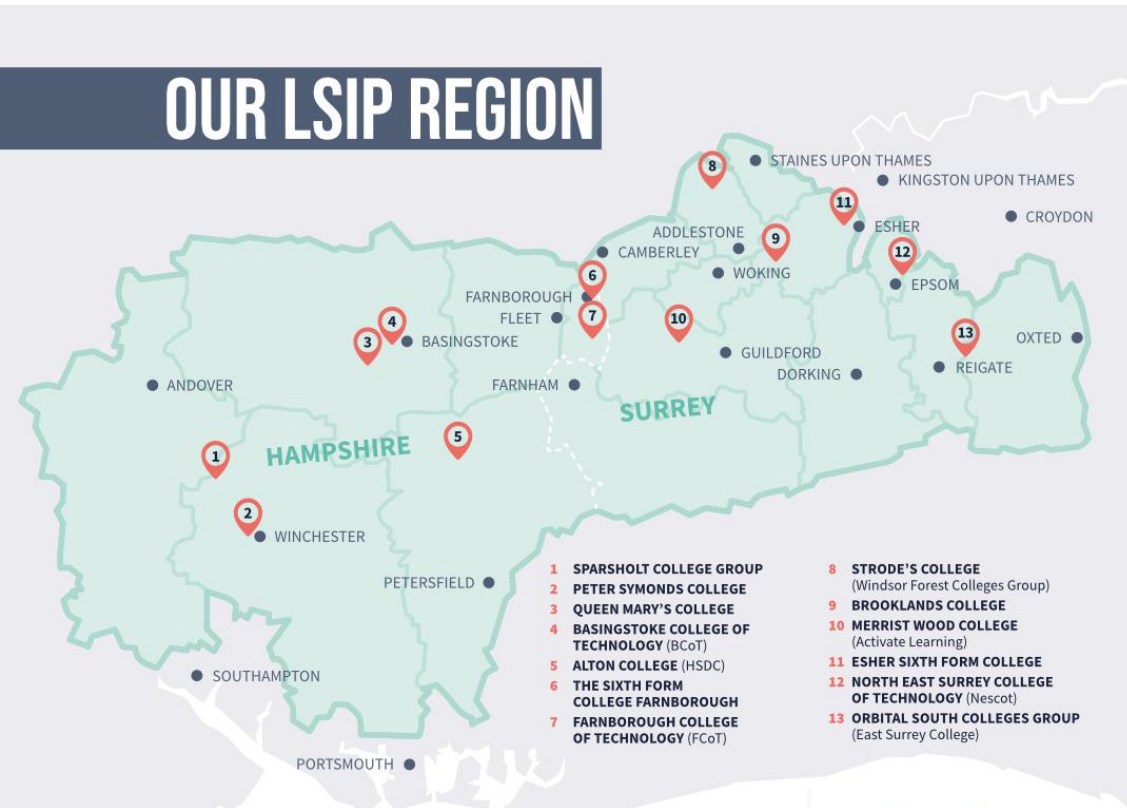 OUR LSIP REGION
8
STAINES UPON THAMES
KINGSTON UPON THAMES
11
CROYDON
ESHER
ADDLESTONE
9
CAMBERLEY
12
WOKING
6
EPSOM
FARNBOROUGH
FLEET
7
10
4
3
BASINGSTOKE
13
OXTED
GUILDFORD
REIGATE
DORKING
ANDOVER
FARNHAM
SURREY
5
HAMPSHIRE
1
2
WINCHESTER
PETERSFIELD
SOUTHAMPTON
PORTSMOUTH
1 SPARSHOLT COLLEGE GROUP
2 PETER SYMONDS COLLEGE
3 QUEEN MARY’S COLLEGE
4 BASINGSTOKE COLLEGE OF
TECHNOLOGY (BCoT)
5 ALTON COLLEGE (HSDC)
6 THE SIXTH FORM
COLLEGE FARNBOROUGH
7 FARNBOROUGH COLLEGE
OF TECHNOLOGY (FCoT)
8 STRODE’S COLLEGE
(Windsor Forest Colleges Group)
9 BROOKLANDS COLLEGE
10 MERRIST WOOD COLLEGE
(Activate Learning)
11 ESHER SIXTH FORM COLLEGE
12 NORTH EAST SURREY COLLEGE
OF TECHNOLOGY (Nescot)
13 ORBITAL SOUTH COLLEGES GROUP
(East Surrey College)